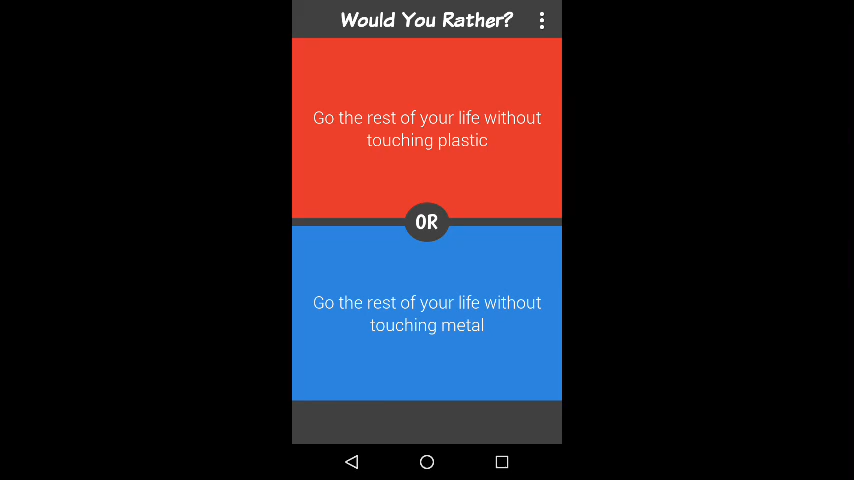 Would You Rather?
Go the rest of your life without
touching plastic
OR
Go the rest of your life without
touching metal